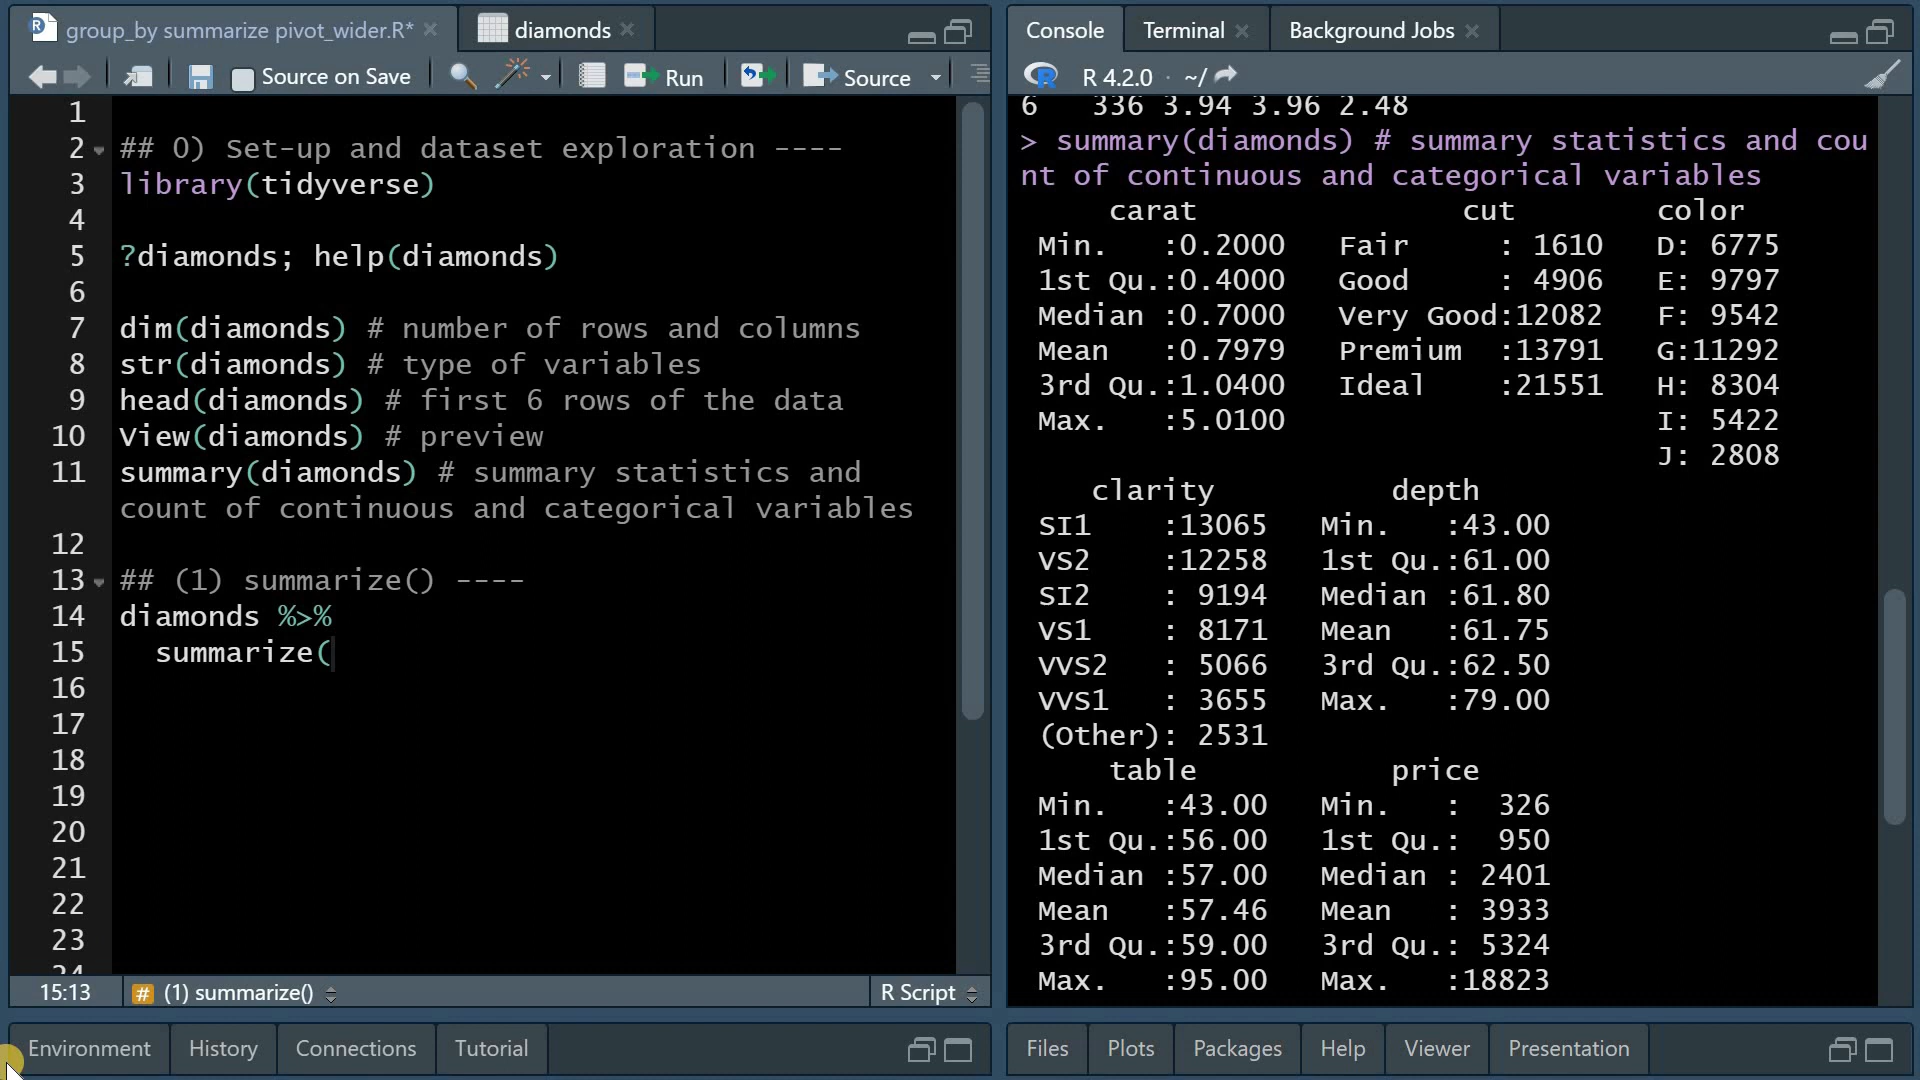 group_by summarize pivot_wider.R* × diamonds ×
Source on Save Run Source
1
2 ## 0) Set-up and dataset exploration ----
3 library(tidyverse)
4
5 ?diamonds; help(diamonds)
6
7 dim(diamonds) # number of rows and columns
8 str(diamonds) # type of variables
9 head(diamonds) # first 6 rows of the data
10 View(diamonds) # preview
11 summary(diamonds) # summary statistics and
count of continuous and categorical variables
12
13 ## (1) summarize() ----
14 diamonds %>%
15 summarize(
16
17
18
19
20
21
22
23
24
15:13 # (1) summarize() R Script
Environment History Connections Tutorial
Console Terminal × Background Jobs ×
R R 4.2.0 · ~/
6 336 3.94 3.96 2.48
> summary(diamonds) # summary statistics and cou
nt of continuous and categorical variables
carat cut color
Min. :0.2000 Fair : 1610 D: 6775
1st Qu.:0.4000 Good : 4906 E: 9797
Median :0.7000 Very Good:12082 F: 9542
Mean :0.7979 Premium :13791 G:11292
3rd Qu.:1.0400 Ideal :21551 H: 8304
Max. :5.0100 I: 5422
J: 2808
clarity depth
SI1 :13065 Min. :43.00
VS2 :12258 1st Qu.:61.00
SI2 : 9194 Median :61.80
VS1 : 8171 Mean :61.75
VVS2 : 5066 3rd Qu.:62.50
VVS1 : 3655 Max. :79.00
(Other): 2531
table price
Min. :43.00 Min. : 326
1st Qu.:56.00 1st Qu.: 950
Median :57.00 Median : 2401
Mean :57.46 Mean : 3933
3rd Qu.:59.00 3rd Qu.: 5324
Max. :95.00 Max. :18823
Files Plots Packages Help Viewer Presentation